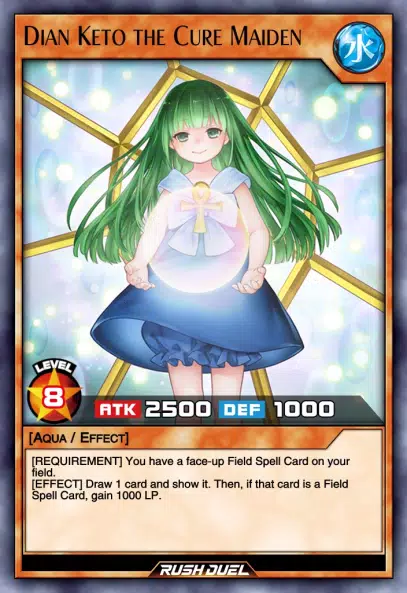 Dian Keto the Cure Maiden
水
LEVEL
8
ATK 2500 DEF 1000
[Aqua / Effect]
[REQUIREMENT] You have a face-up Field Spell Card on your
field.
[EFFECT] Draw 1 card and show it. Then, if that card is a Field
Spell Card, gain 1000 LP.
RUSH DUEL